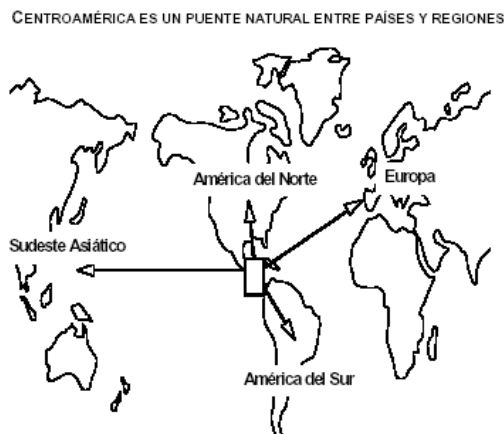 CENTROAMÉRICA ES UN PUENTE NATURAL ENTRE PAÍSES Y REGIONES
América del Norte
Europa
Sudeste Asiático
América del Sur